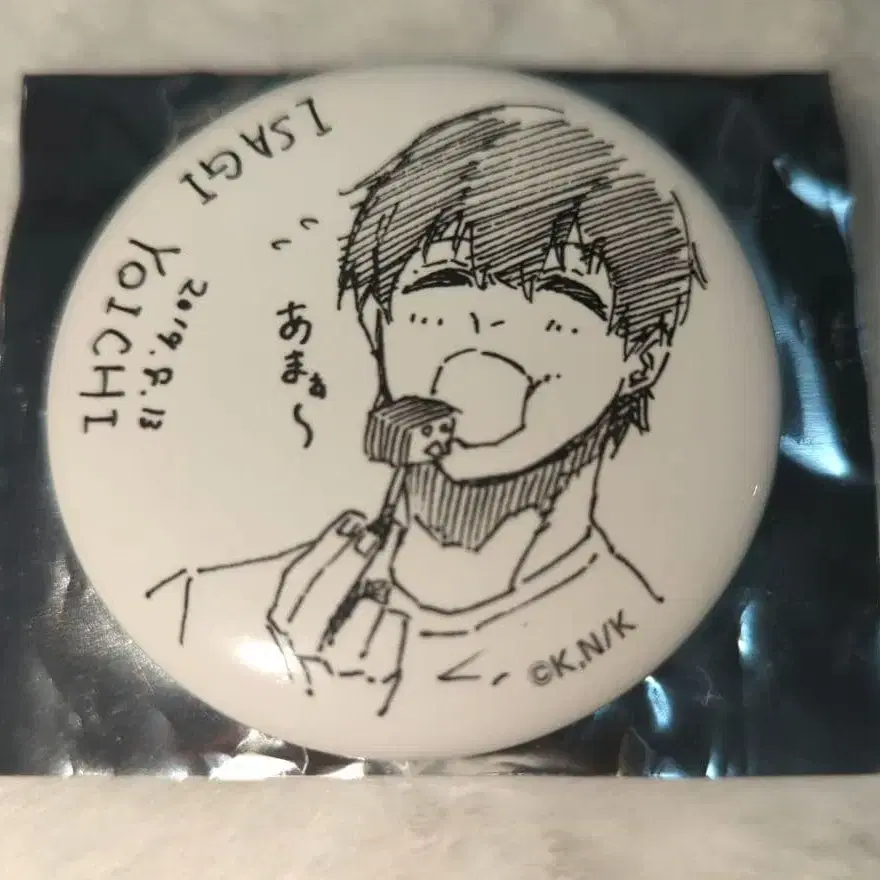 ISAGI YOICHI
2019.8.13
あまぁ〜
©K,N/K